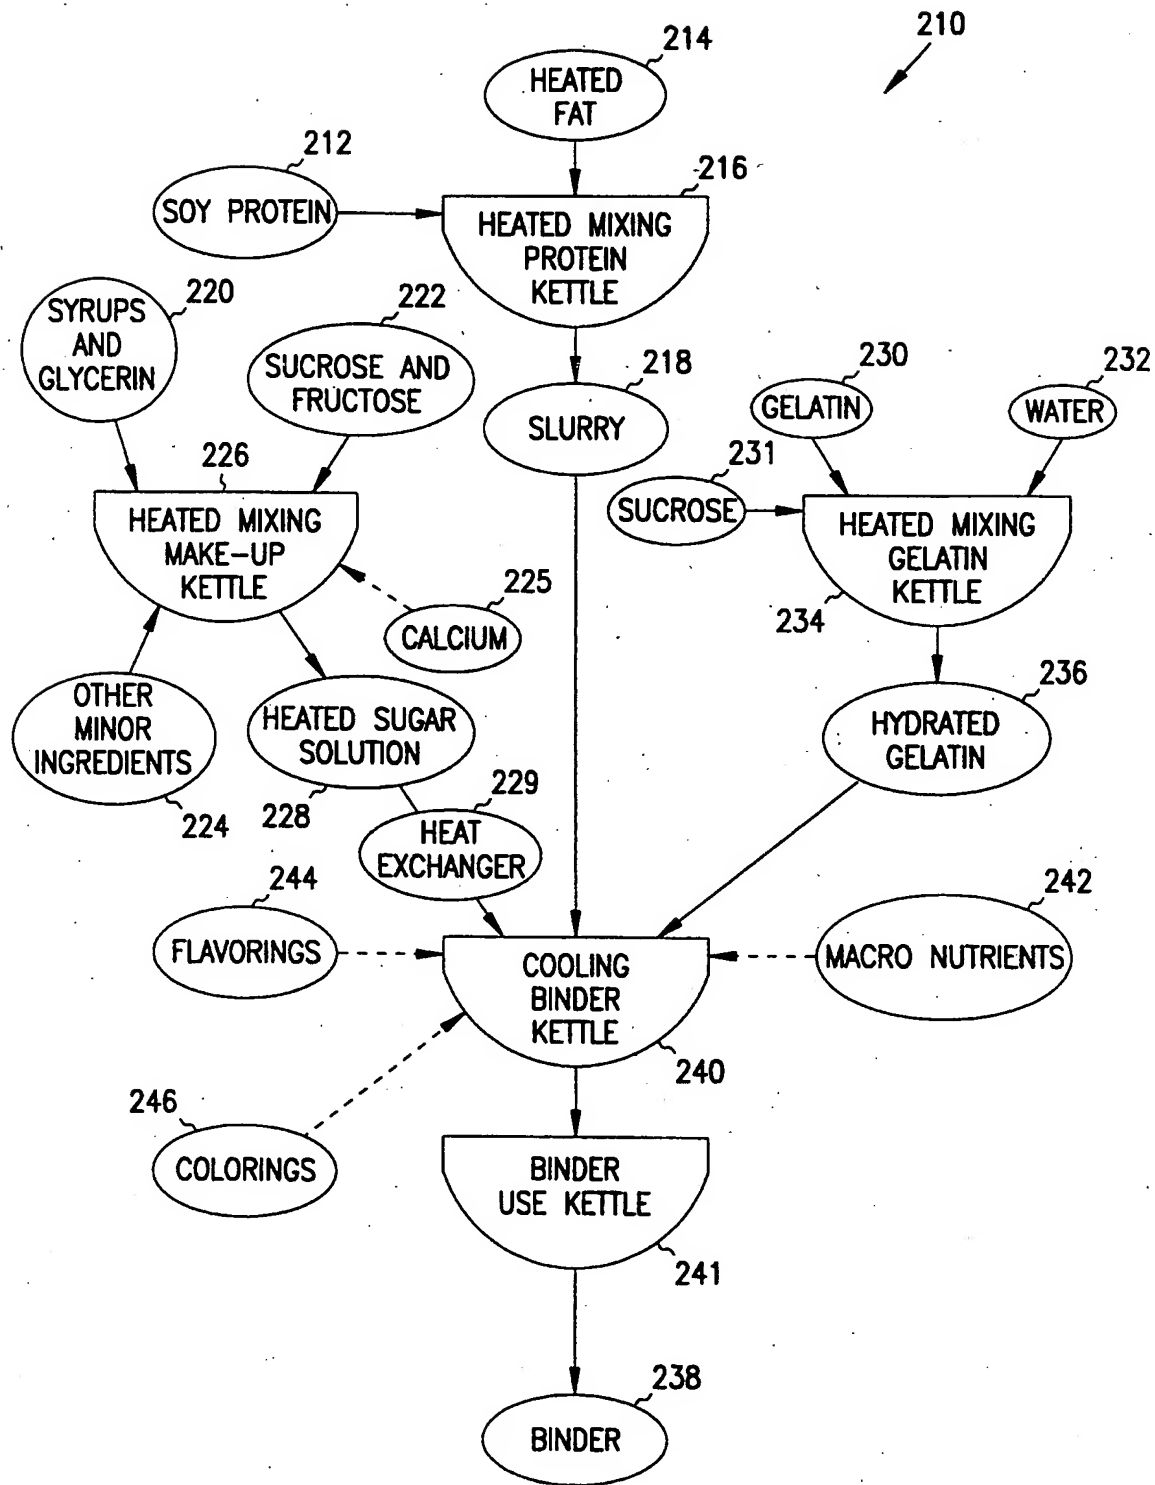 210
214
HEATED
FAT
212
SOY PROTEIN
216
HEATED MIXING
PROTEIN
KETTLE
220
SYRUPS
AND
GLYCERIN
222
SUCROSE AND
FRUCTOSE
218
SLURRY
230
GELATIN
232
WATER
231
SUCROSE
226
HEATED MIXING
MAKE-UP
KETTLE
HEATED MIXING
GELATIN
KETTLE
234
225
CALCIUM
OTHER
MINOR
INGREDIENTS
224
HEATED SUGAR
SOLUTION
228
236
HYDRATED
GELATIN
229
HEAT
EXCHANGER
244
FLAVORINGS
242
MACRO NUTRIENTS
COOLING
BINDER
KETTLE
240
246
COLORINGS
BINDER
USE KETTLE
241
238
BINDER